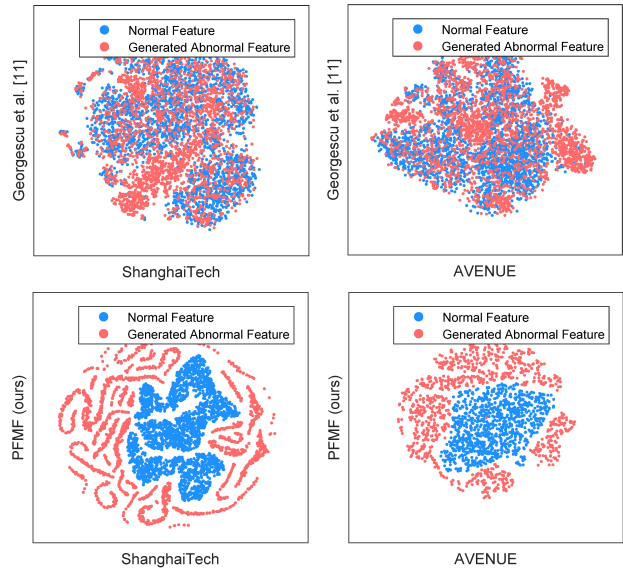 Normal Feature
Generated Abnormal Feature
Georgescu et al. [11]
ShanghaiTech
Normal Feature
Generated Abnormal Feature
Georgescu et al. [11]
AVENUE
Normal Feature
Generated Abnormal Feature
PFMF (ours)
ShanghaiTech
Normal Feature
Generated Abnormal Feature
PFMF (ours)
AVENUE